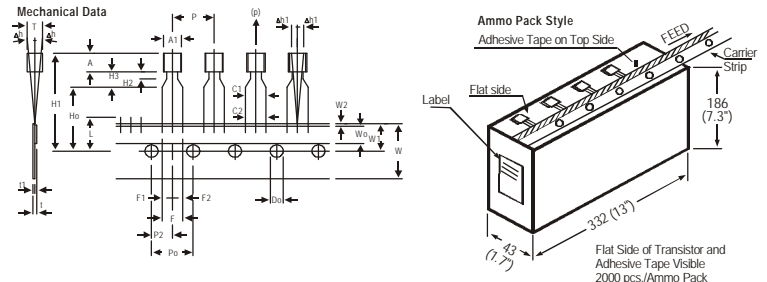 Mechanical Data
Δh T Δh
P
(p)
Δh1 Δh1
A1
A
H3
H2
H1
Ho
L
C1
C2
W2
Wo
W1
W
t1
t
F1 F2
F
Do
P2
Po
Ammo Pack Style
Adhesive Tape on Top Side
FEED
Carrier
Strip
Flat side
Label
186
(7.3")
332 (13")
43
(1.7")
Flat Side of Transistor and
Adhesive Tape Visible
2000 pcs./Ammo Pack